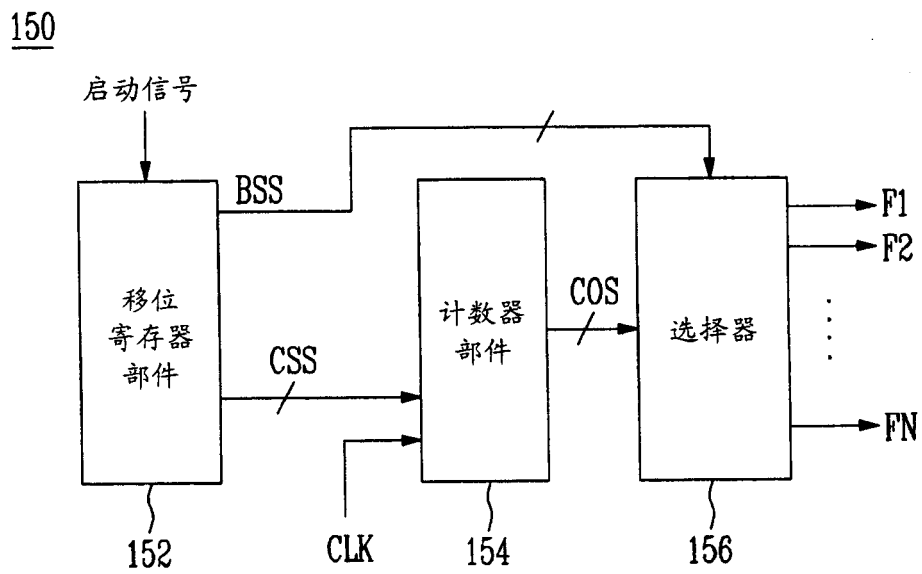 150
启动信号
BSS
F1
F2
移位
寄存器
部件
计数器
部件
COS
选择器
CSS
FN
152
CLK
154
156